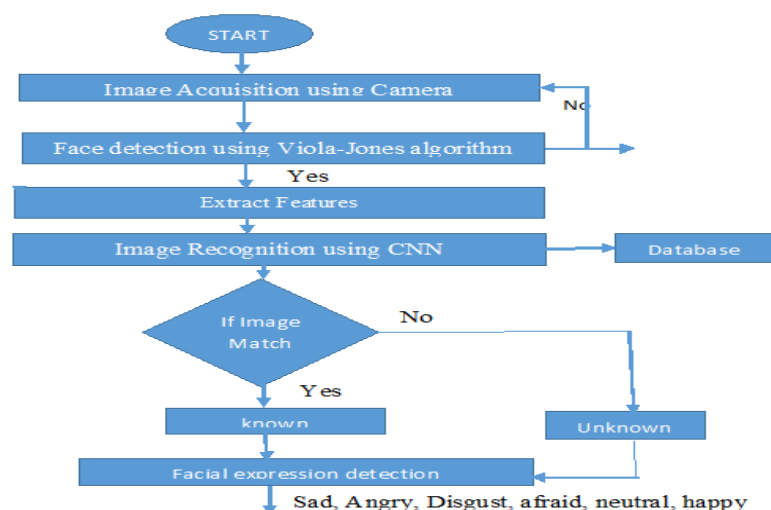 START
Image Acquisition using Camera
No
Face detection using Viola-Jones algorithm
Yes
Extract Features
Image Recognition using CNN
Database
If Image
Match
No
Yes
known
Unknown
Facial expression detection
Sad, Angry, Disgust, afraid, neutral, happy